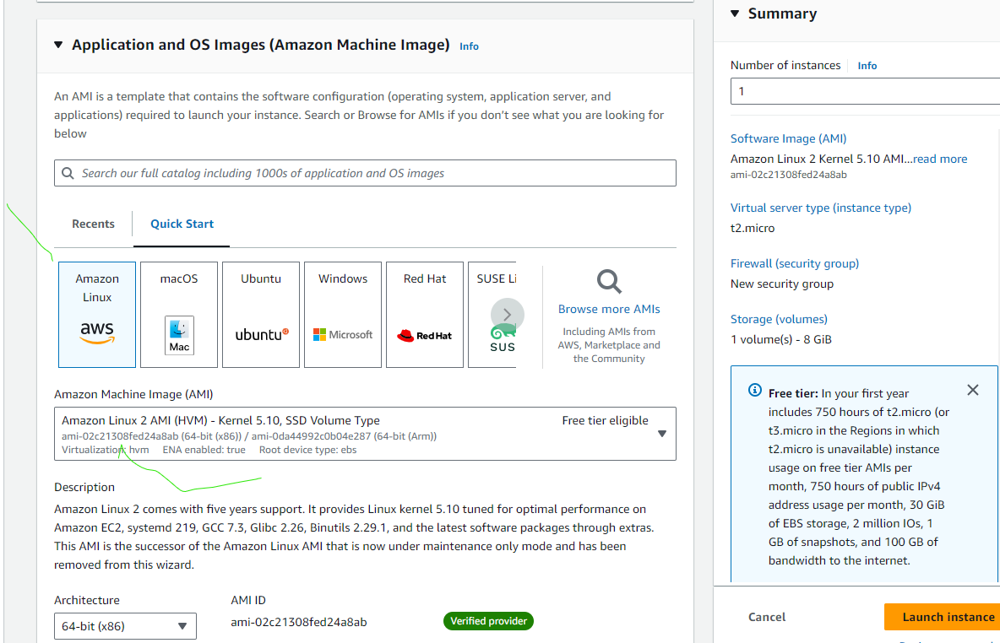 Application and OS Images (Amazon Machine Image) Info
An AMI is a template that contains the software configuration (operating system, application server, and
applications) required to launch your instance. Search or Browse for AMIs if you don’t see what you are looking for
below
Search our full catalog including 1000s of application and OS images
Recents
Quick Start
Amazon
Linux
aws
macOS
Mac
Ubuntu
ubuntu
Windows
Microsoft
Red Hat
Red Hat
SUSE Li
SUS
Browse more AMIs
Including AMIs from
AWS, Marketplace and
the Community
Amazon Machine Image (AMI)
Amazon Linux 2 AMI (HVM) - Kernel 5.10, SSD Volume Type
Free tier eligible
ami-02c21308fed24a8ab (64-bit (x86)) / ami-0da44992c0b04e287 (64-bit (Arm))
Virtualization: hvm ENA enabled: true Root device type: ebs
Description
Amazon Linux 2 comes with five years support. It provides Linux kernel 5.10 tuned for optimal performance on
Amazon EC2, systemd 219, GCC 7.3, Glibc 2.26, Binutils 2.29.1, and the latest software packages through extras.
This AMI is the successor of the Amazon Linux AMI that is now under maintenance only mode and has been
removed from this wizard.
Architecture
64-bit (x86)
AMI ID
ami-02c21308fed24a8ab
Verified provider
Summary
Number of instances Info
1
Software Image (AMI)
Amazon Linux 2 Kernel 5.10 AMI...read more
ami-02c21308fed24a8ab
Virtual server type (instance type)
t2.micro
Firewall (security group)
New security group
Storage (volumes)
1 volume(s) - 8 GiB
Free tier: In your first year
includes 750 hours of t2.micro (or
t3.micro in the Regions in which
t2.micro is unavailable) instance
usage on free tier AMIs per
month, 750 hours of public IPv4
address usage per month, 30 GiB
of EBS storage, 2 million IOs, 1
GB of snapshots, and 100 GB of
bandwidth to the internet.
Cancel
Launch instance